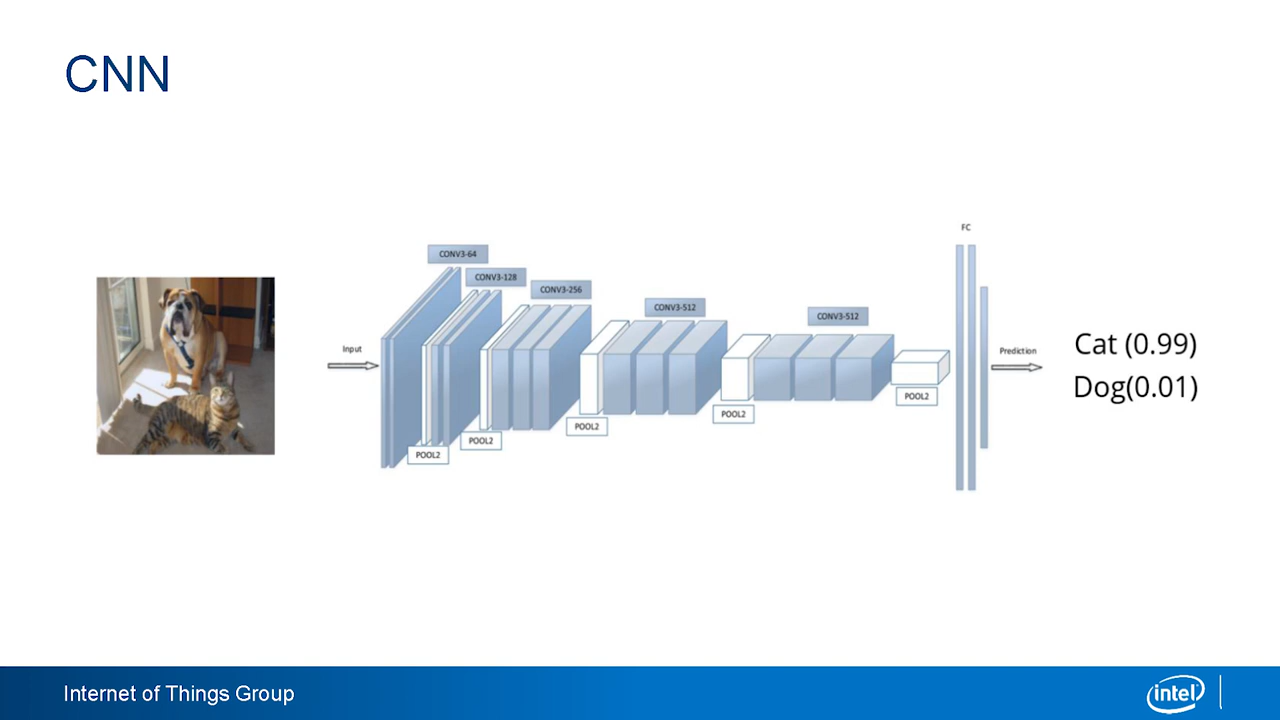 CNN
FC
CONV3-64
CONV3-128
CONV3-256
CONV3-512
CONV3-512
Input
Prediction
Cat (0.99)
Dog(0.01)
POOL2
POOL2
POOL2
POOL2
POOL2
Internet of Things Group
intel